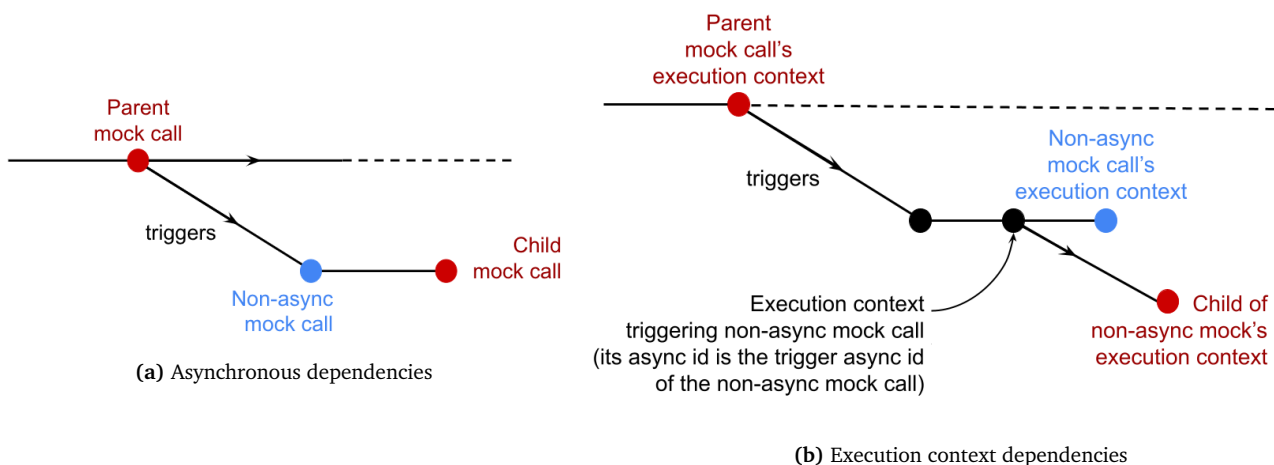 Parent
mock call
triggers
Non-async
mock call
Child
mock call
(a) Asynchronous dependencies
Parent
mock call's
execution context
triggers
Non-async
mock call's
execution context
Execution context
triggering non-async mock call
(its async id is the trigger async id
of the non-async mock call)
Child of
non-async mock's
execution context
(b) Execution context dependencies